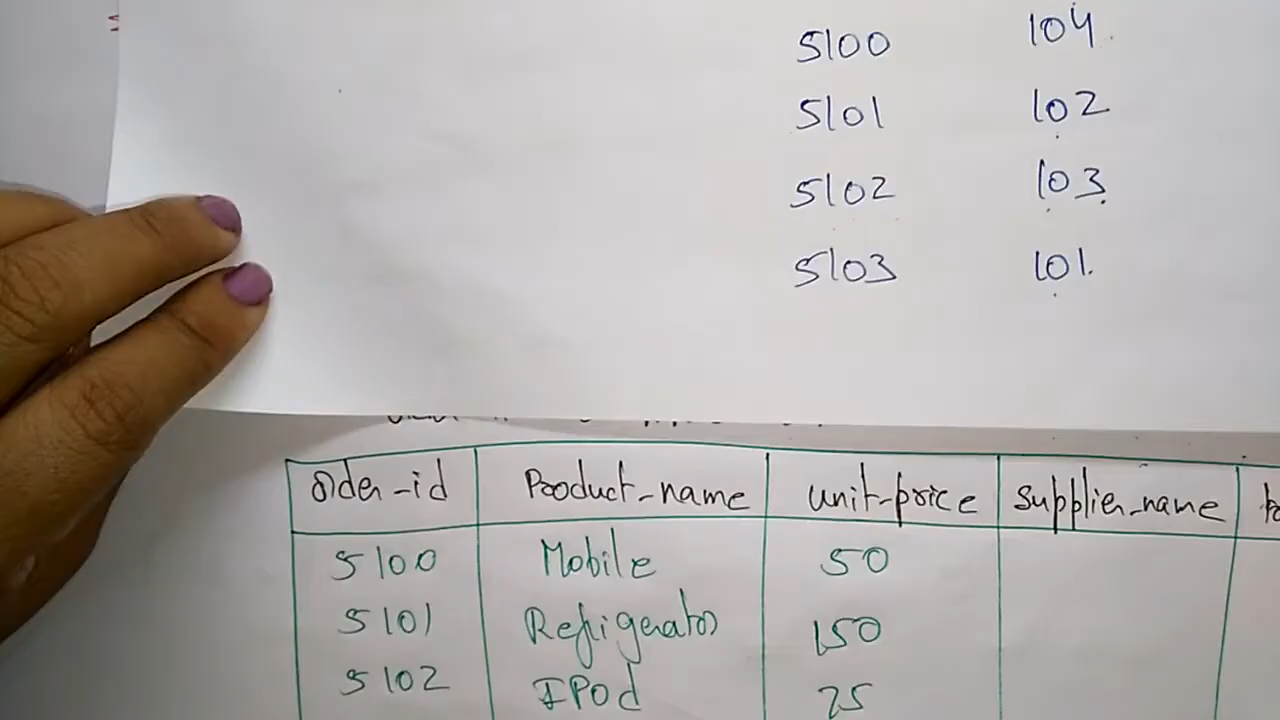 5100 104
5101 102
5102 103
5103 101
order_id Product_name unit_price supplier_name
5100 Mobile 50
5101 Refrigerator 150
5102 IPod 25